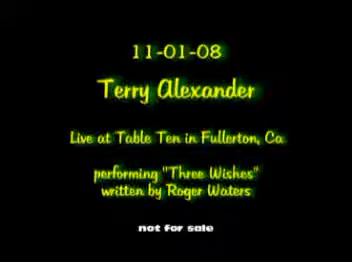 11-01-08
Terry Alexander
Live at Table Ten in Fullerton, Ca
performing "Three Wishes"
written by Roger Waters
not for sale